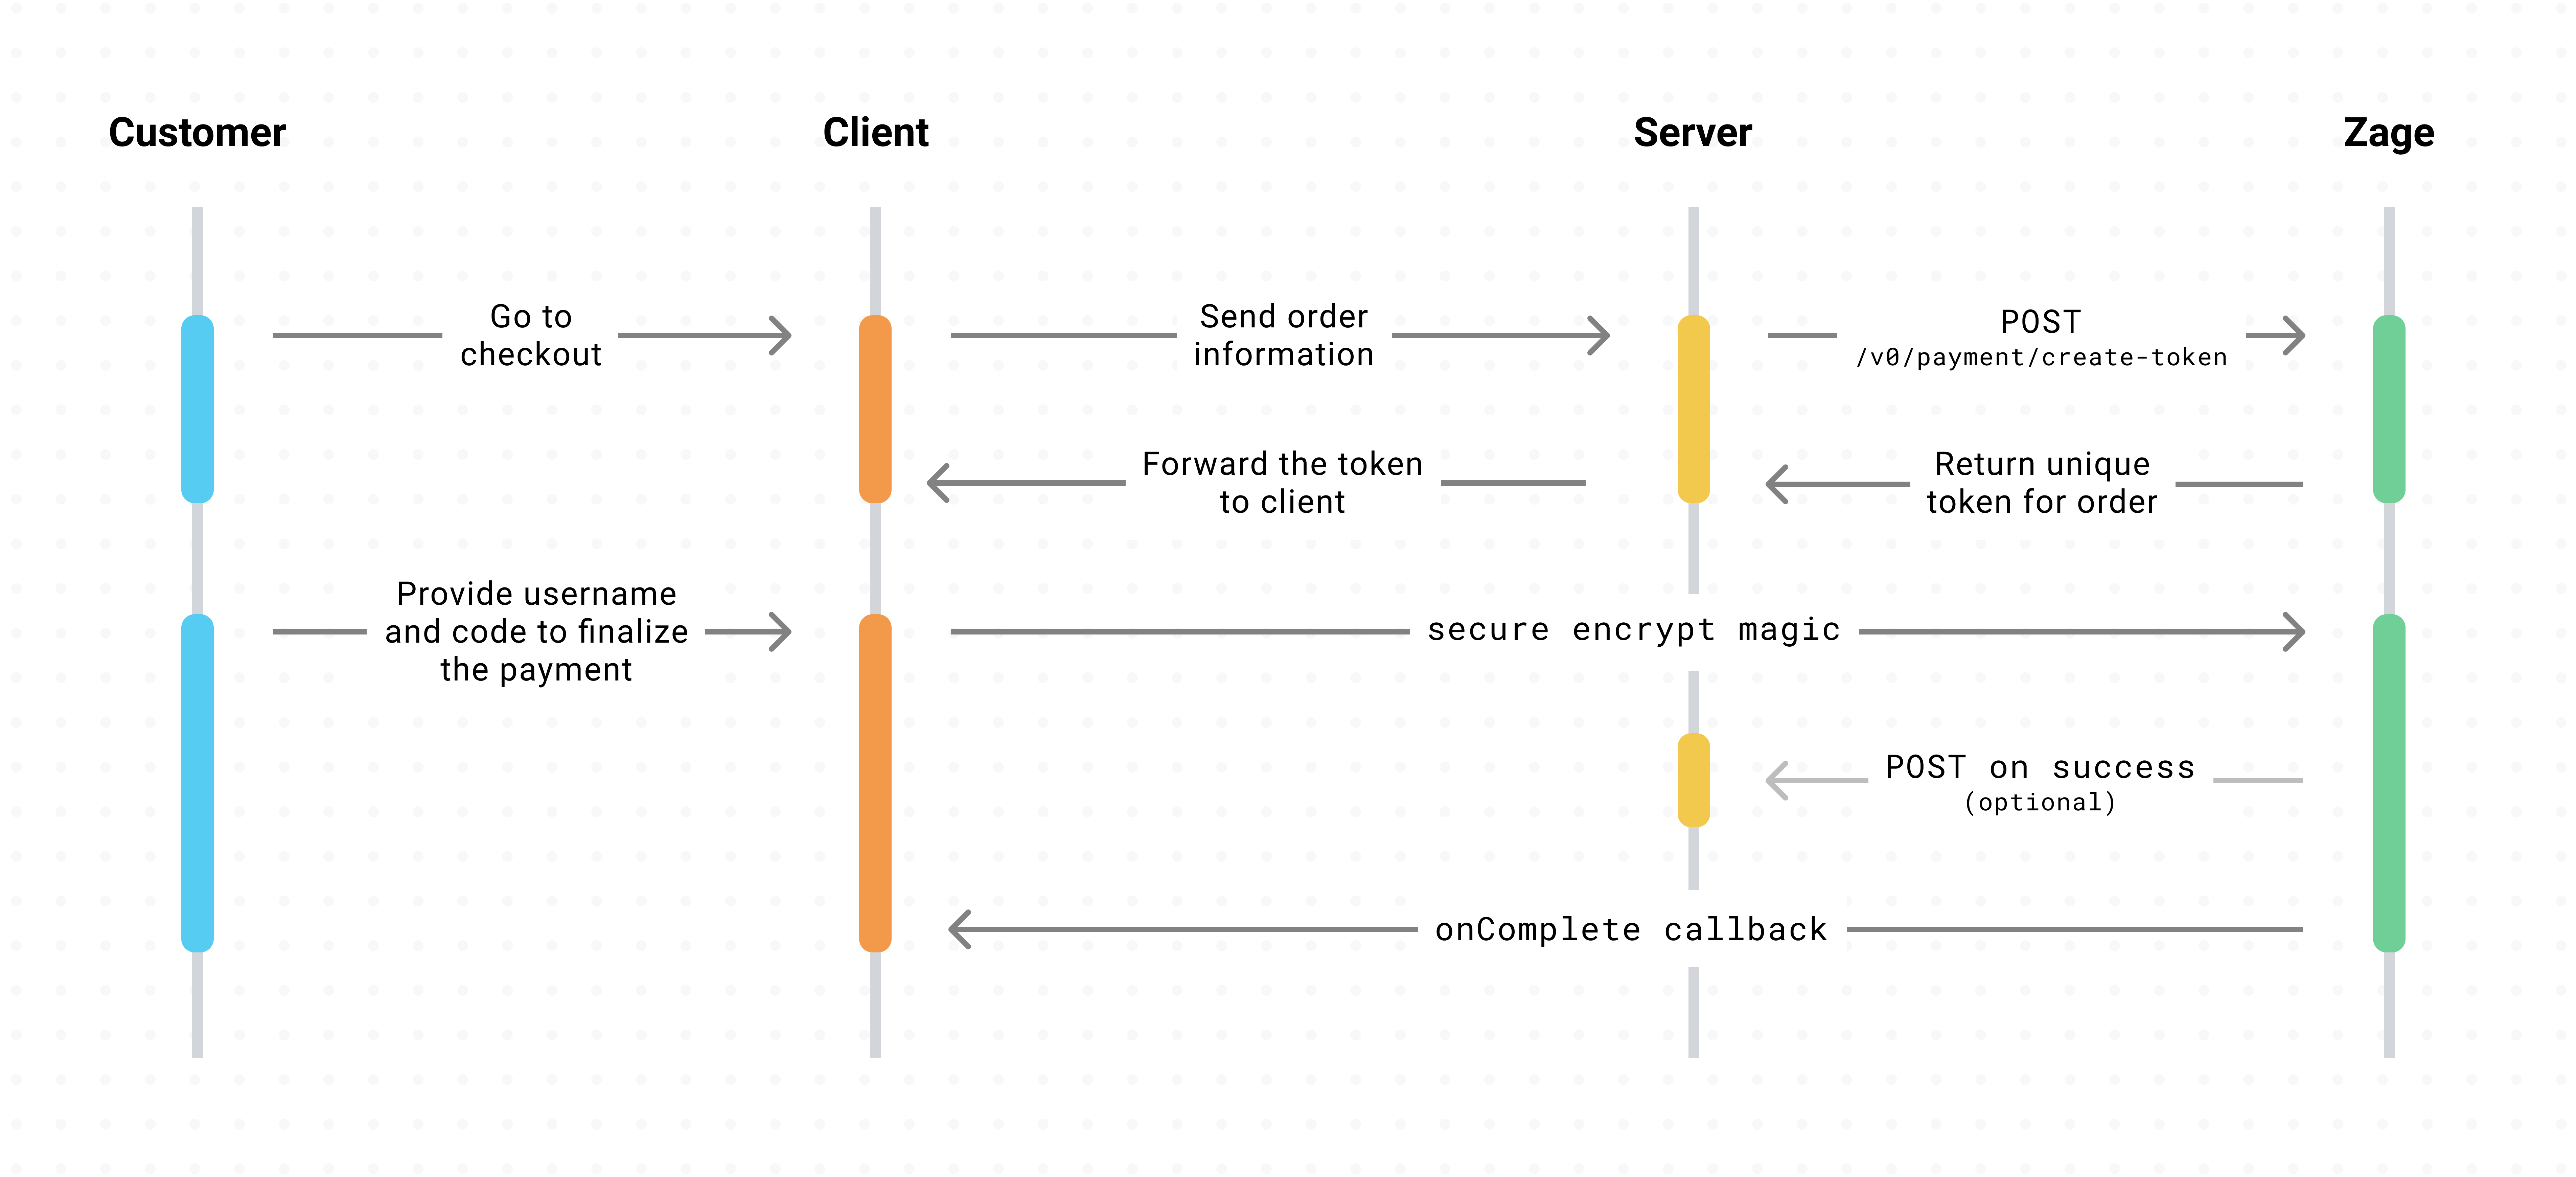 Customer
Client
Server
Zage
Go to
checkout
Send order
information
POST
/v0/payment/create-token
Forward the token
to client
Return unique
token for order
Provide username
and code to finalize
the payment
secure encrypt magic
POST on success
(optional)
onComplete callback